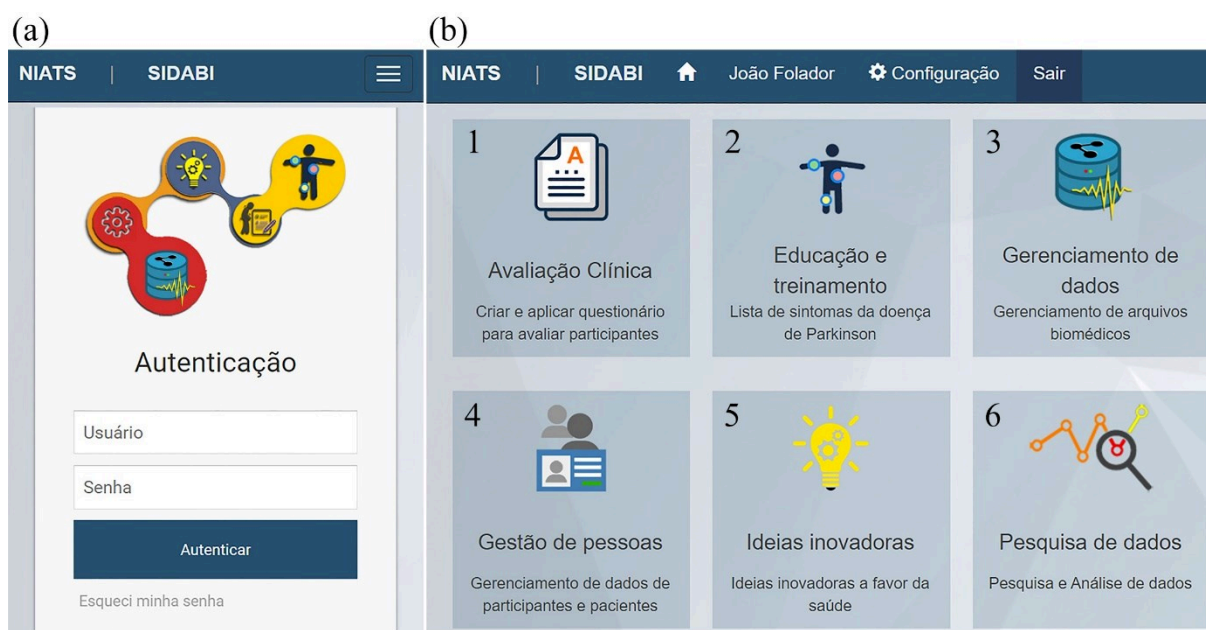 (a)
NIATS | SIDABI
Autenticação
Usuário
Senha
Autenticar
Esqueci minha senha
(b)
NIATS | SIDABI João Folador Configuração Sair
1
A
Avaliação Clínica
Criar e aplicar questionário
para avaliar participantes
2
Educação e
treinamento
Lista de sintomas da doença
de Parkinson
3
Gerenciamento de
dados
Gerenciamento de arquivos
biomédicos
4
Gestão de pessoas
Gerenciamento de dados de
participantes e pacientes
5
Ideias inovadoras
Ideias inovadoras a favor da
saúde
6
Pesquisa de dados
Pesquisa e Análise de dados